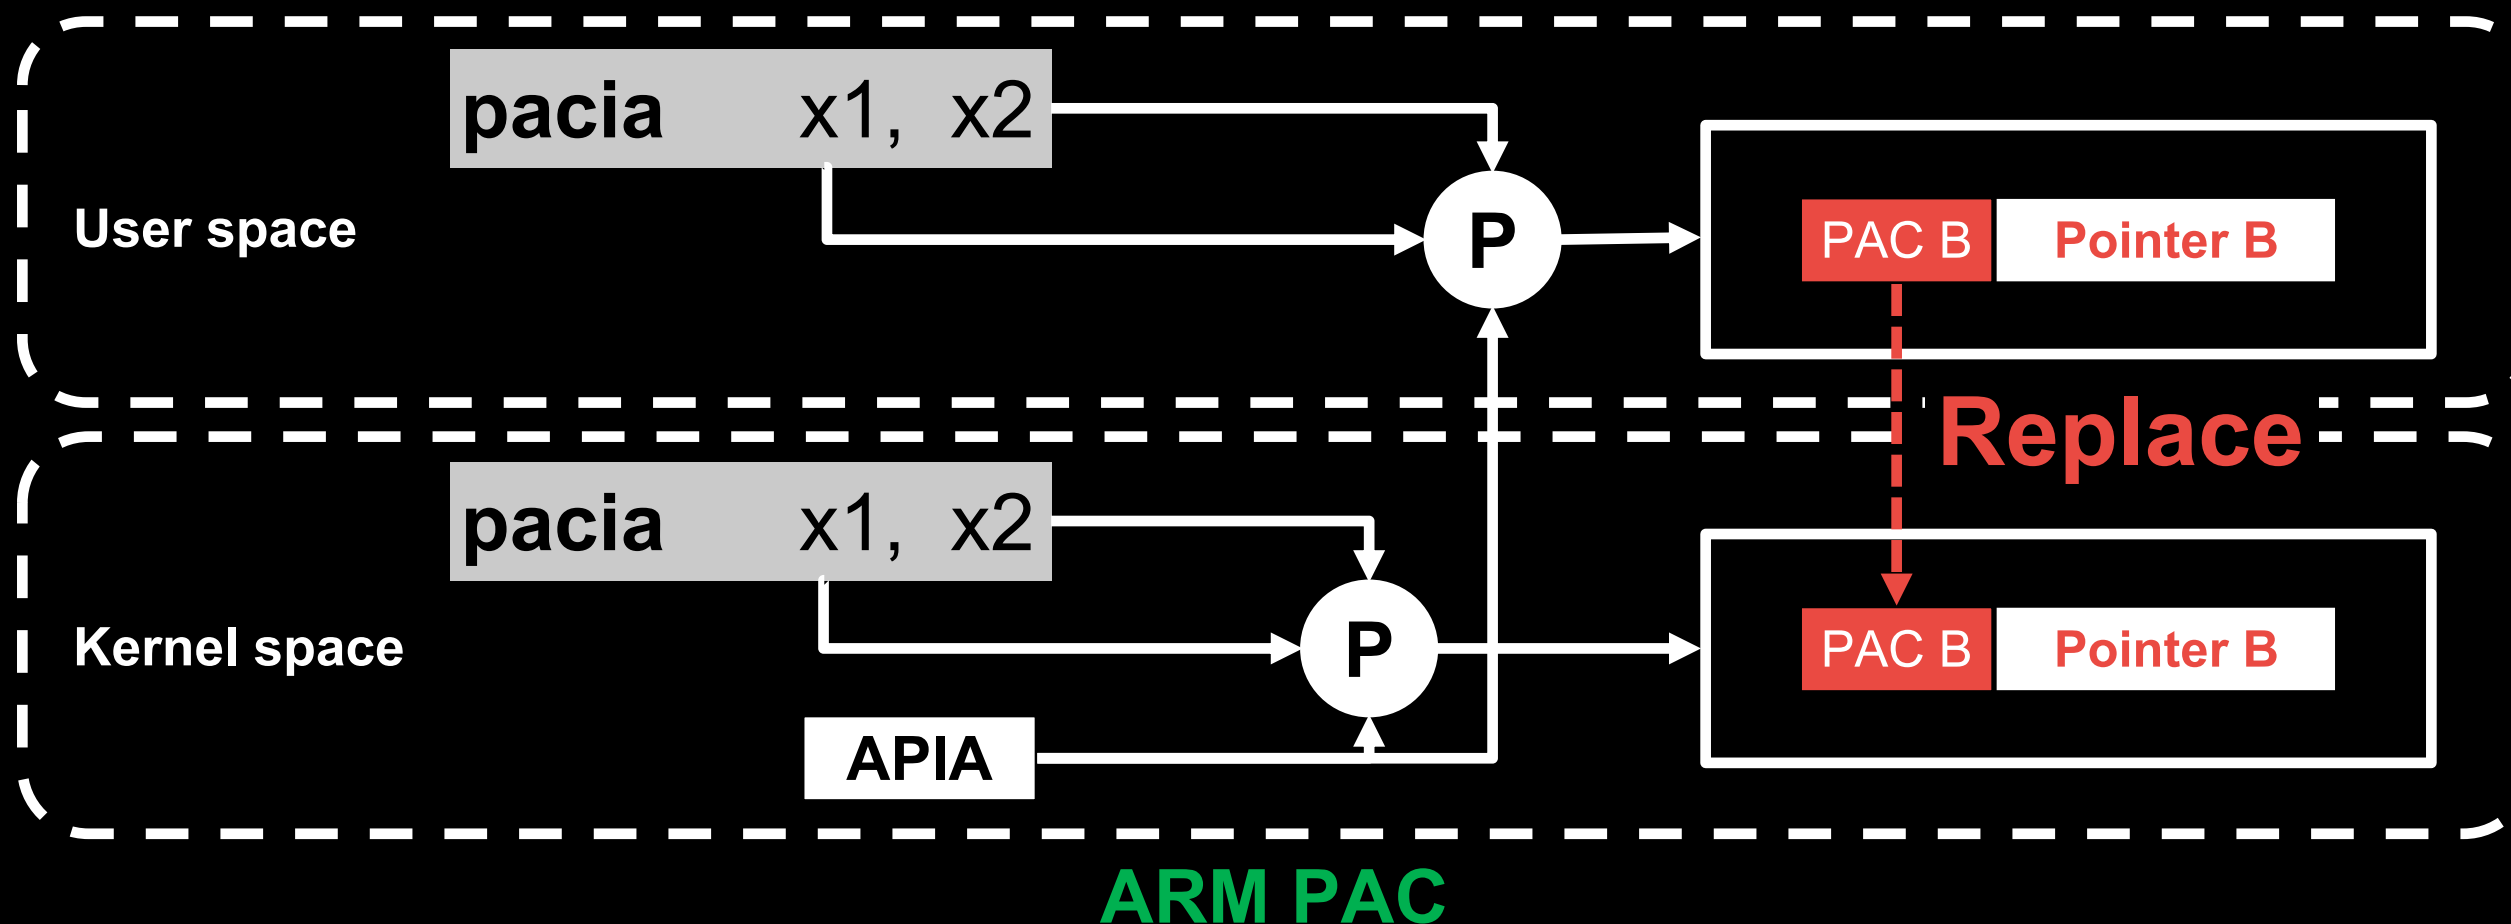 pacia x1, x2
User space
P
PAC B Pointer B
Replace
pacia x1, x2
Kernel space
P
PAC B Pointer B
APIA
ARM PAC